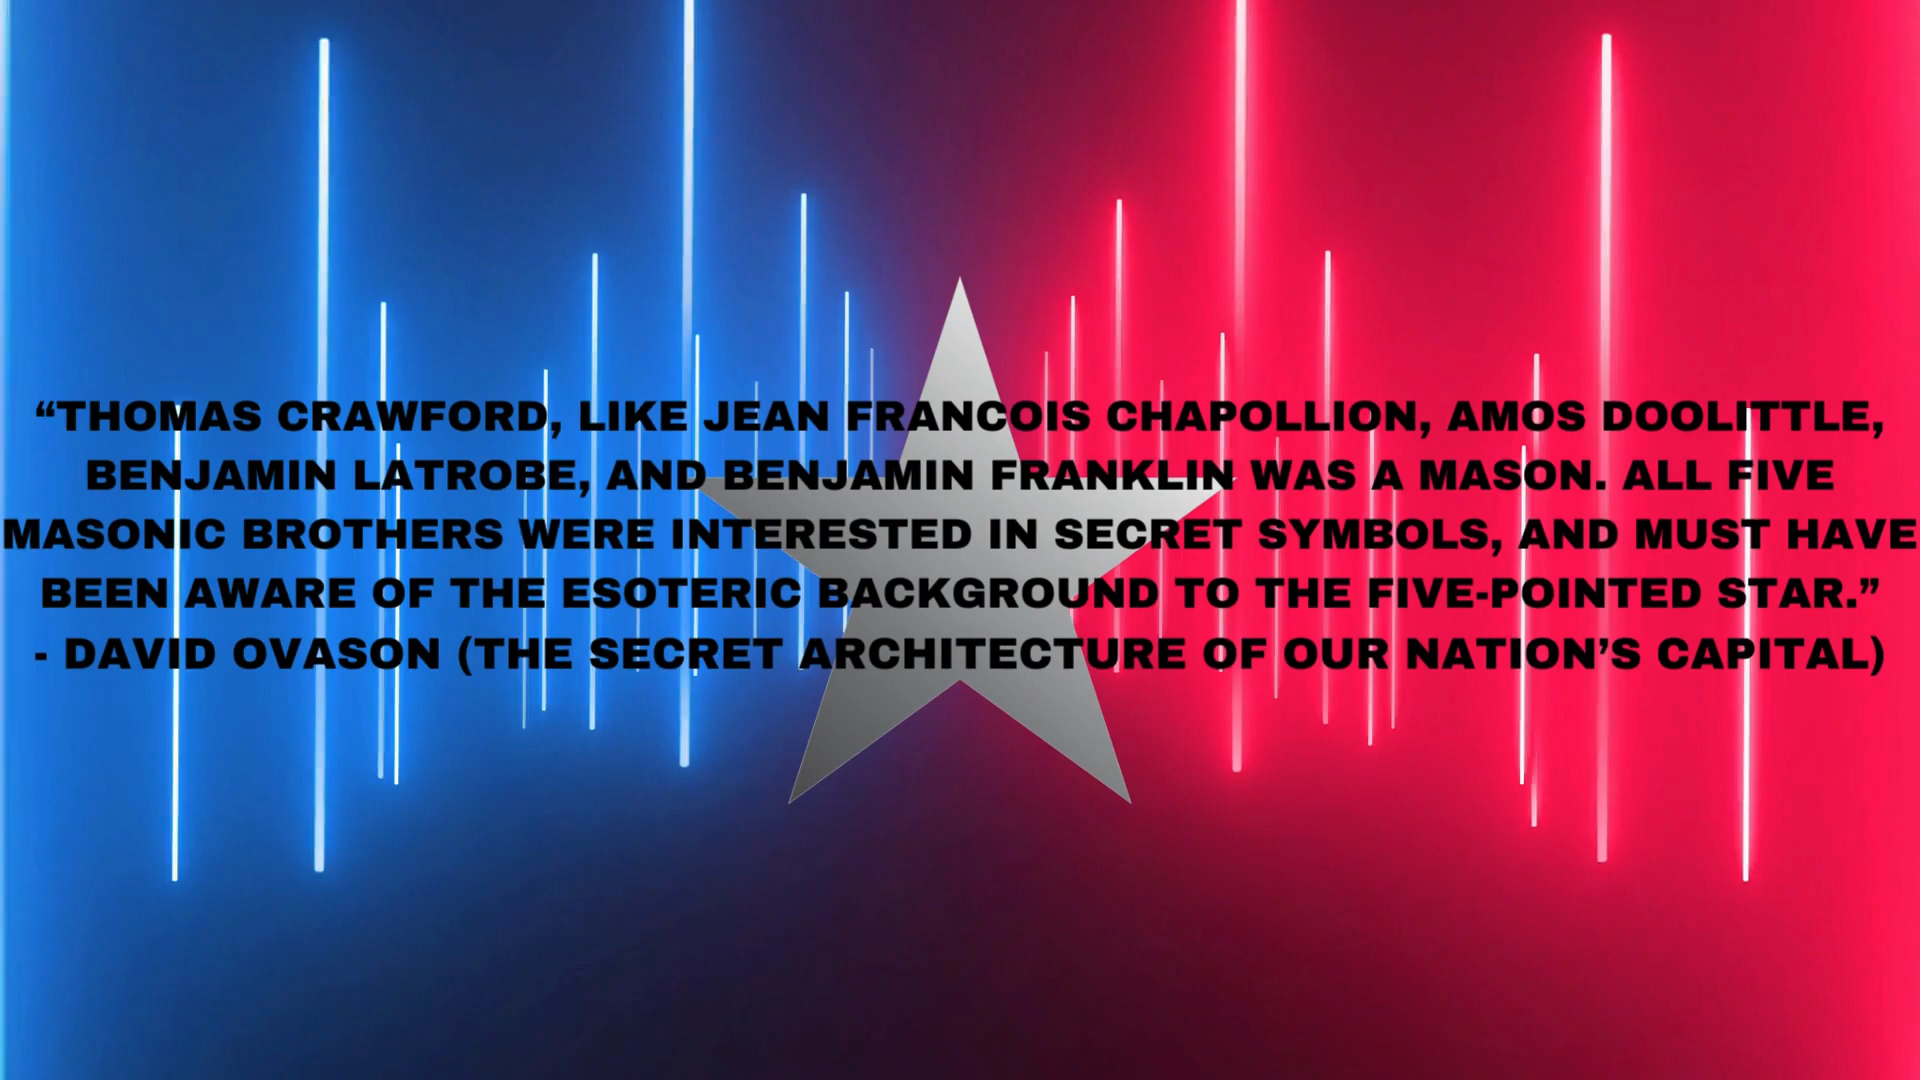 “THOMAS CRAWFORD, LIKE JEAN FRANCOIS CHAPOLLION, AMOS DOOLITTLE,
BENJAMIN LATROBE, AND BENJAMIN FRANKLIN WAS A MASON. ALL FIVE
MASONIC BROTHERS WERE INTERESTED IN SECRET SYMBOLS, AND MUST HAVE
BEEN AWARE OF THE ESOTERIC BACKGROUND TO THE FIVE-POINTED STAR.”
- DAVID OVASON (THE SECRET ARCHITECTURE OF OUR NATION’S CAPITAL)